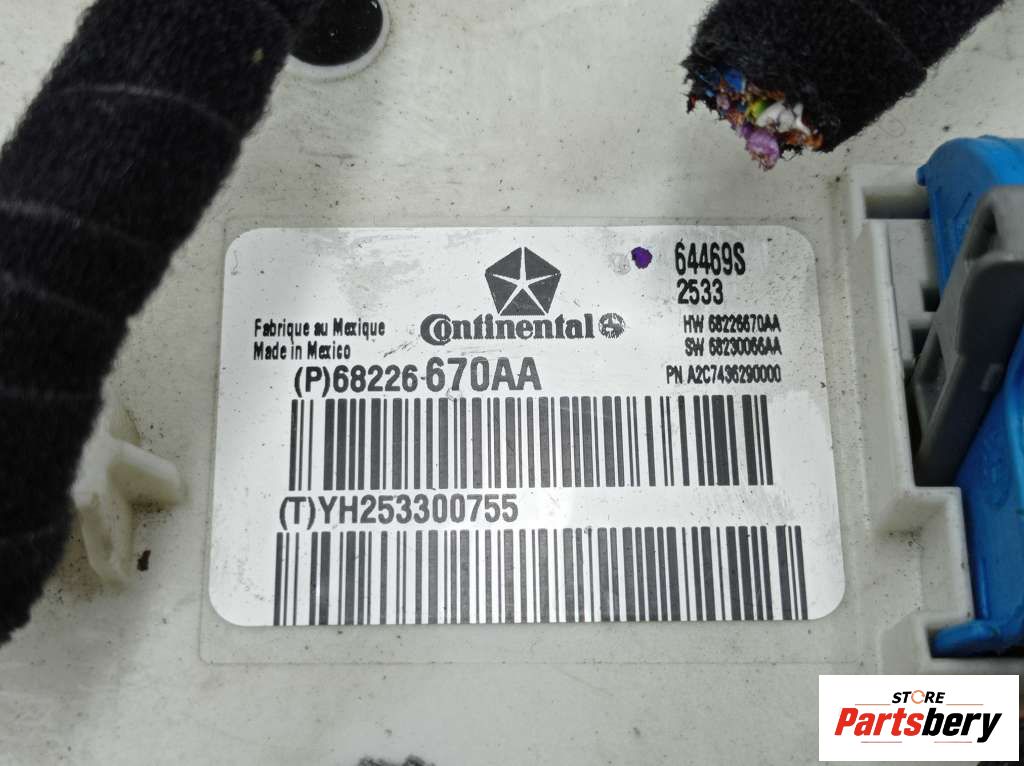 64469S
2533
Continental
Fabrique au Mexique
Made in Mexico
HW 68226670AA
SW 68230066AA
(P)68226-670AA
PN A2C7436290000
(T)YH253300755
STORE
Partsbery